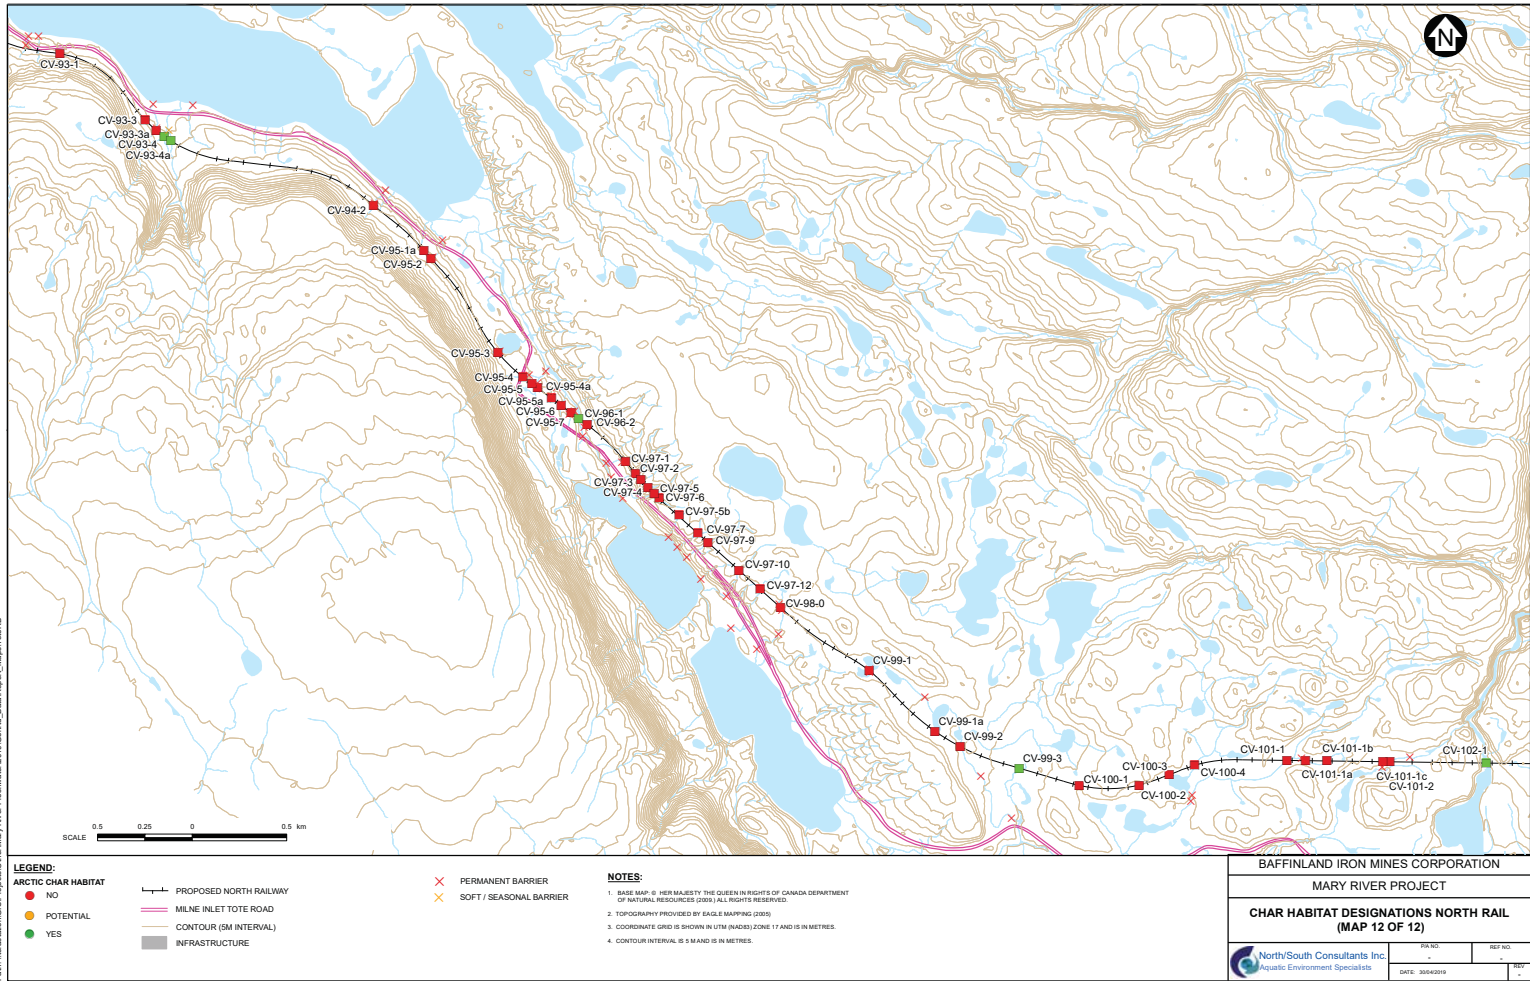 N
CV-93-1
CV-93-3
CV-93-3a
CV-93-4
CV-93-4a
CV-94-2
CV-95-1a
CV-95-2
CV-95-3
CV-95-4
CV-95-4a
CV-95-5
CV-95-5a
CV-95-6
CV-95-7
CV-96-1
CV-96-2
CV-97-1
CV-97-2
CV-97-3
CV-97-4
CV-97-5
CV-97-6
CV-97-5b
CV-97-7
CV-97-9
CV-97-10
CV-97-12
CV-98-0
CV-99-1
CV-99-1a
CV-99-2
CV-99-3
CV-100-1
CV-100-2
CV-100-3
CV-100-4
CV-101-1
CV-101-1a
CV-101-1b
CV-101-1c
CV-101-2
CV-102-1
SCALE 0.5 0.25 0 0.5 km
LEGEND:
ARCTIC CHAR HABITAT
NO
POTENTIAL
YES
PROPOSED NORTH RAILWAY
MILNE INLET TOTE ROAD
CONTOUR (5M INTERVAL)
INFRASTRUCTURE
PERMANENT BARRIER
SOFT / SEASONAL BARRIER
NOTES:
1. BASE MAP: © HER MAJESTY THE QUEEN IN RIGHTS OF CANADA DEPARTMENT
OF NATURAL RESOURCES (2009.) ALL RIGHTS RESERVED.
2. TOPOGRAPHY PROVIDED BY EAGLE MAPPING (2005)
3. COORDINATE GRID IS SHOWN IN UTM (NAD83) ZONE 17 AND IS IN METRES.
4. CONTOUR INTERVAL IS 5 M AND IS IN METRES.
BAFFINLAND IRON MINES CORPORATION
MARY RIVER PROJECT
CHAR HABITAT DESIGNATIONS NORTH RAIL
(MAP 12 OF 12)
North/South Consultants Inc.
Aquatic Environment Specialists
P/A NO.
-
REF NO.
-
DATE: 30/04/2019
REV
-